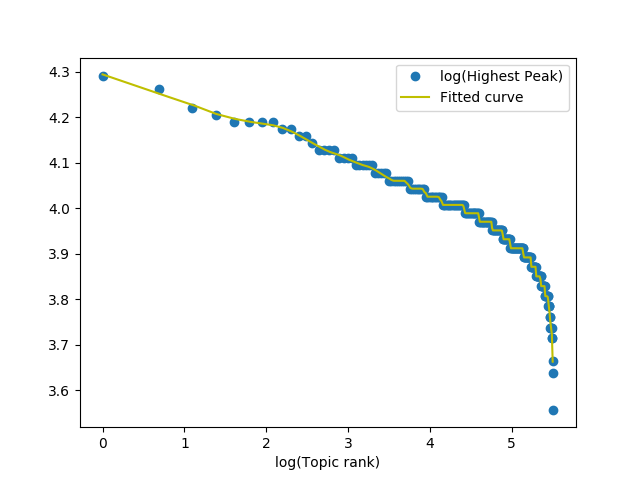 log(Highest Peak)
Fitted curve
4.3
4.2
4.1
4.0
3.9
3.8
3.7
3.6
0 1 2 3 4 5
log(Topic rank)